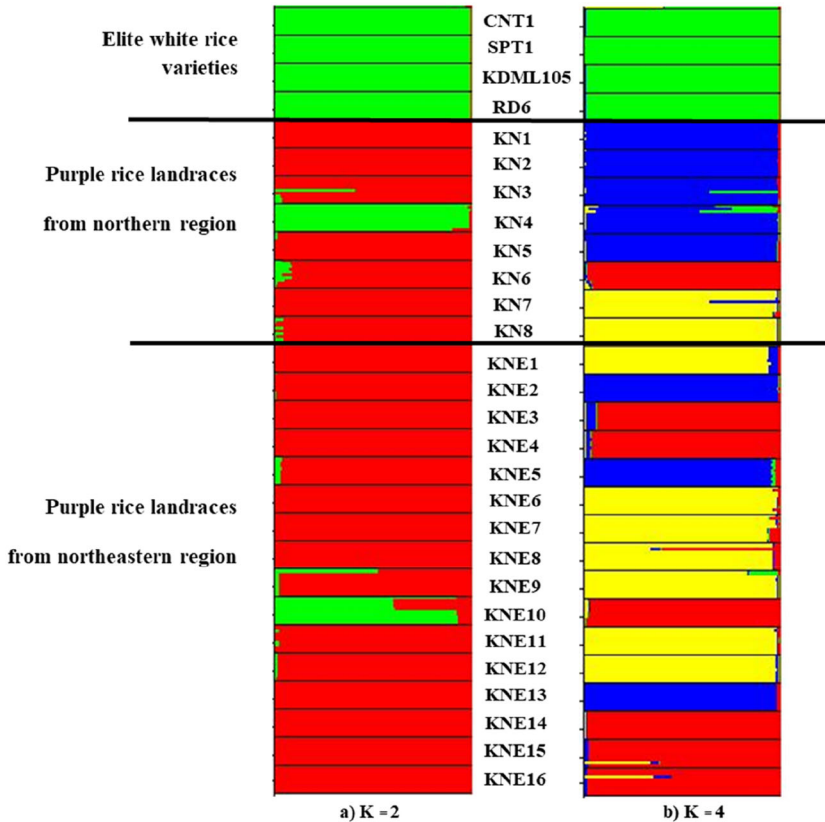 Elite white rice
varieties
CNT1
SPT1
KDML105
RD6
Purple rice landraces
from northern region
KN1
KN2
KN3
KN4
KN5
KN6
KN7
KN8
Purple rice landraces
from northeastern region
KNE1
KNE2
KNE3
KNE4
KNE5
KNE6
KNE7
KNE8
KNE9
KNE10
KNE11
KNE12
KNE13
KNE14
KNE15
KNE16
a) K = 2
b) K = 4